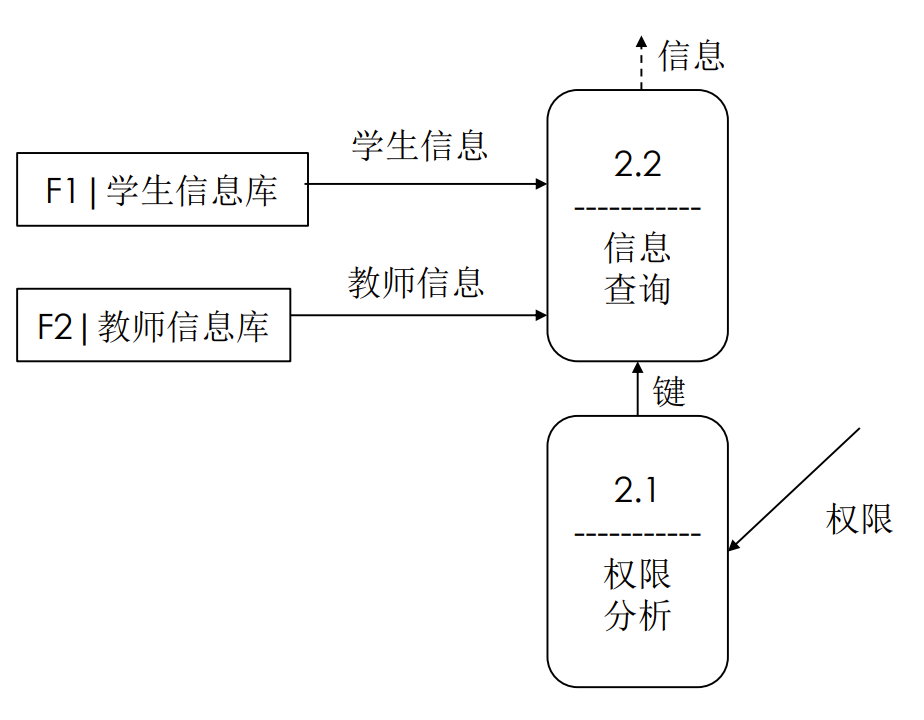 信息
学生信息
2.2
F1 | 学生信息库
-----------
信息
查询
教师信息
F2 | 教师信息库
键
2.1
权限
-----------
权限
分析